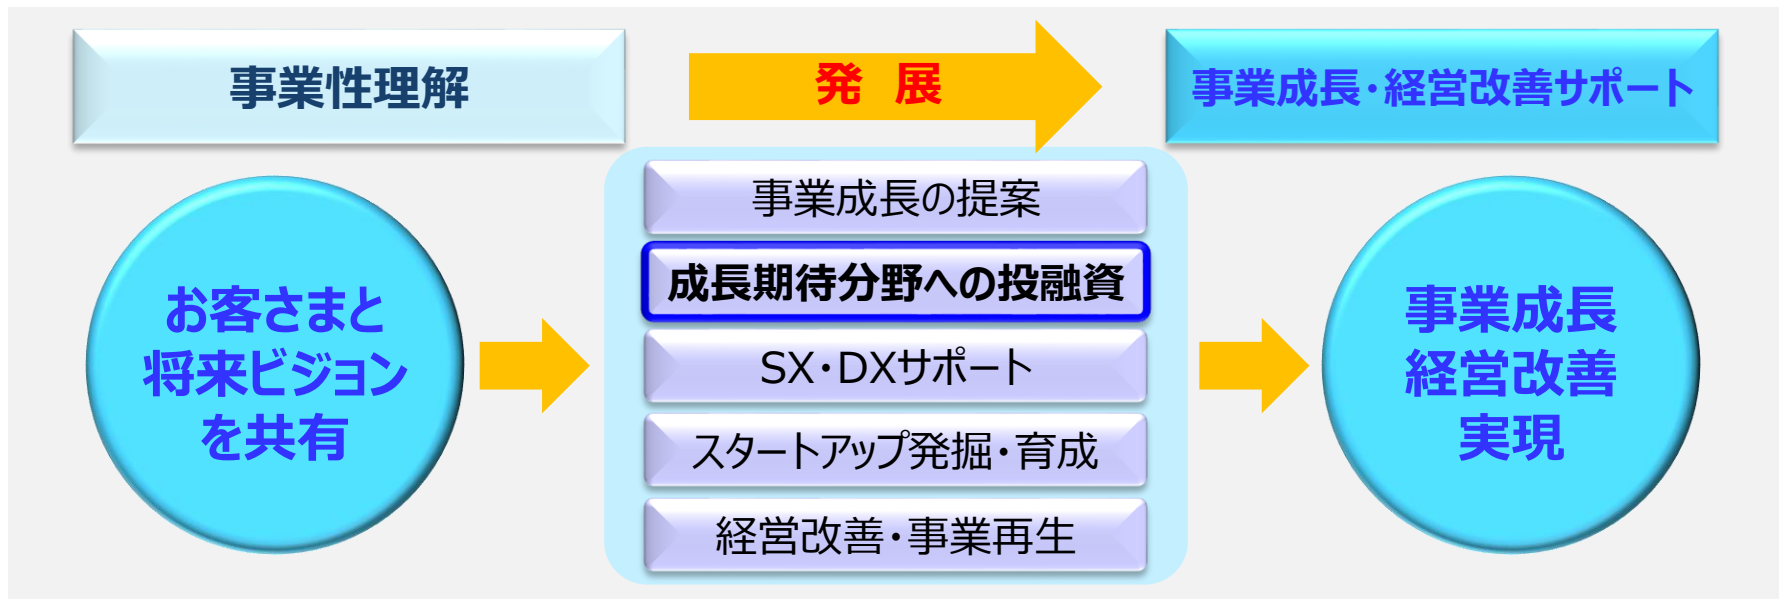 事業性理解
発 展
事業成長・経営改善サポート
お客さまと
将来ビジョン
を共有
事業成長の提案
成長期待分野への投融資
SX・DXサポート
スタートアップ発掘・育成
経営改善・事業再生
事業成長
経営改善
実現